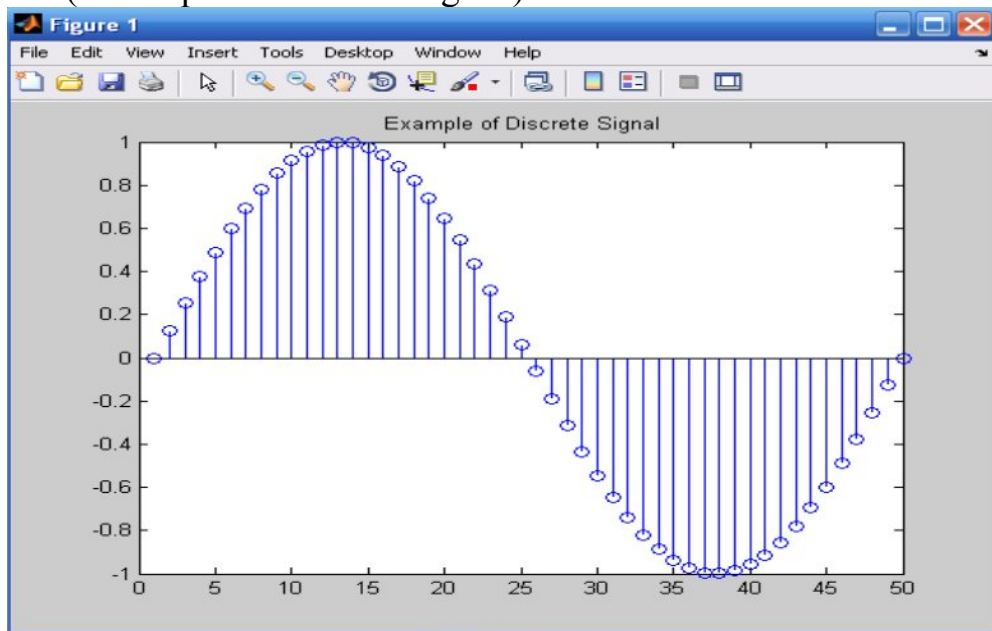 Figure 1
File Edit View Insert Tools Desktop Window Help
Example of Discrete Signal
1
0.8
0.6
0.4
0.2
0
-0.2
-0.4
-0.6
-0.8
-1
0 5 10 15 20 25 30 35 40 45 50